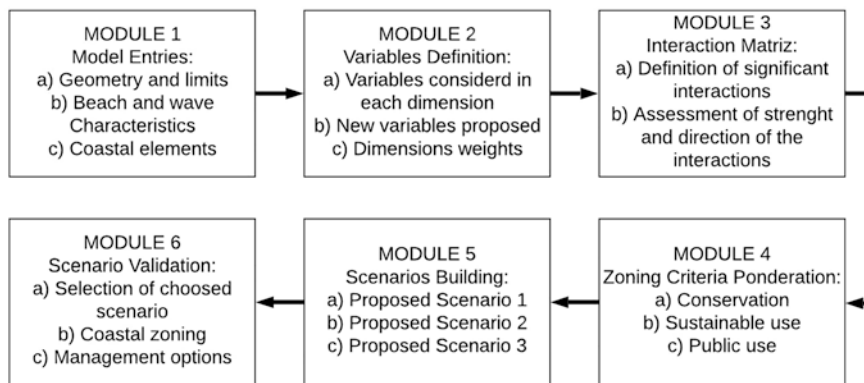 MODULE 1
Model Entries:
a) Geometry and limits
b) Beach and wave
Characteristics
c) Coastal elements
MODULE 2
Variables Definition:
a) Variables considerd in
each dimension
b) New variables proposed
c) Dimensions weights
MODULE 3
Interaction Matriz:
a) Definition of significant
interactions
b) Assessment of strenght
and direction of the
interactions
MODULE 4
Zoning Criteria Ponderation:
a) Conservation
b) Sustainable use
c) Public use
MODULE 5
Scenarios Building:
a) Proposed Scenario 1
b) Proposed Scenario 2
c) Proposed Scenario 3
MODULE 6
Scenario Validation:
a) Selection of choosed
scenario
b) Coastal zoning
c) Management options